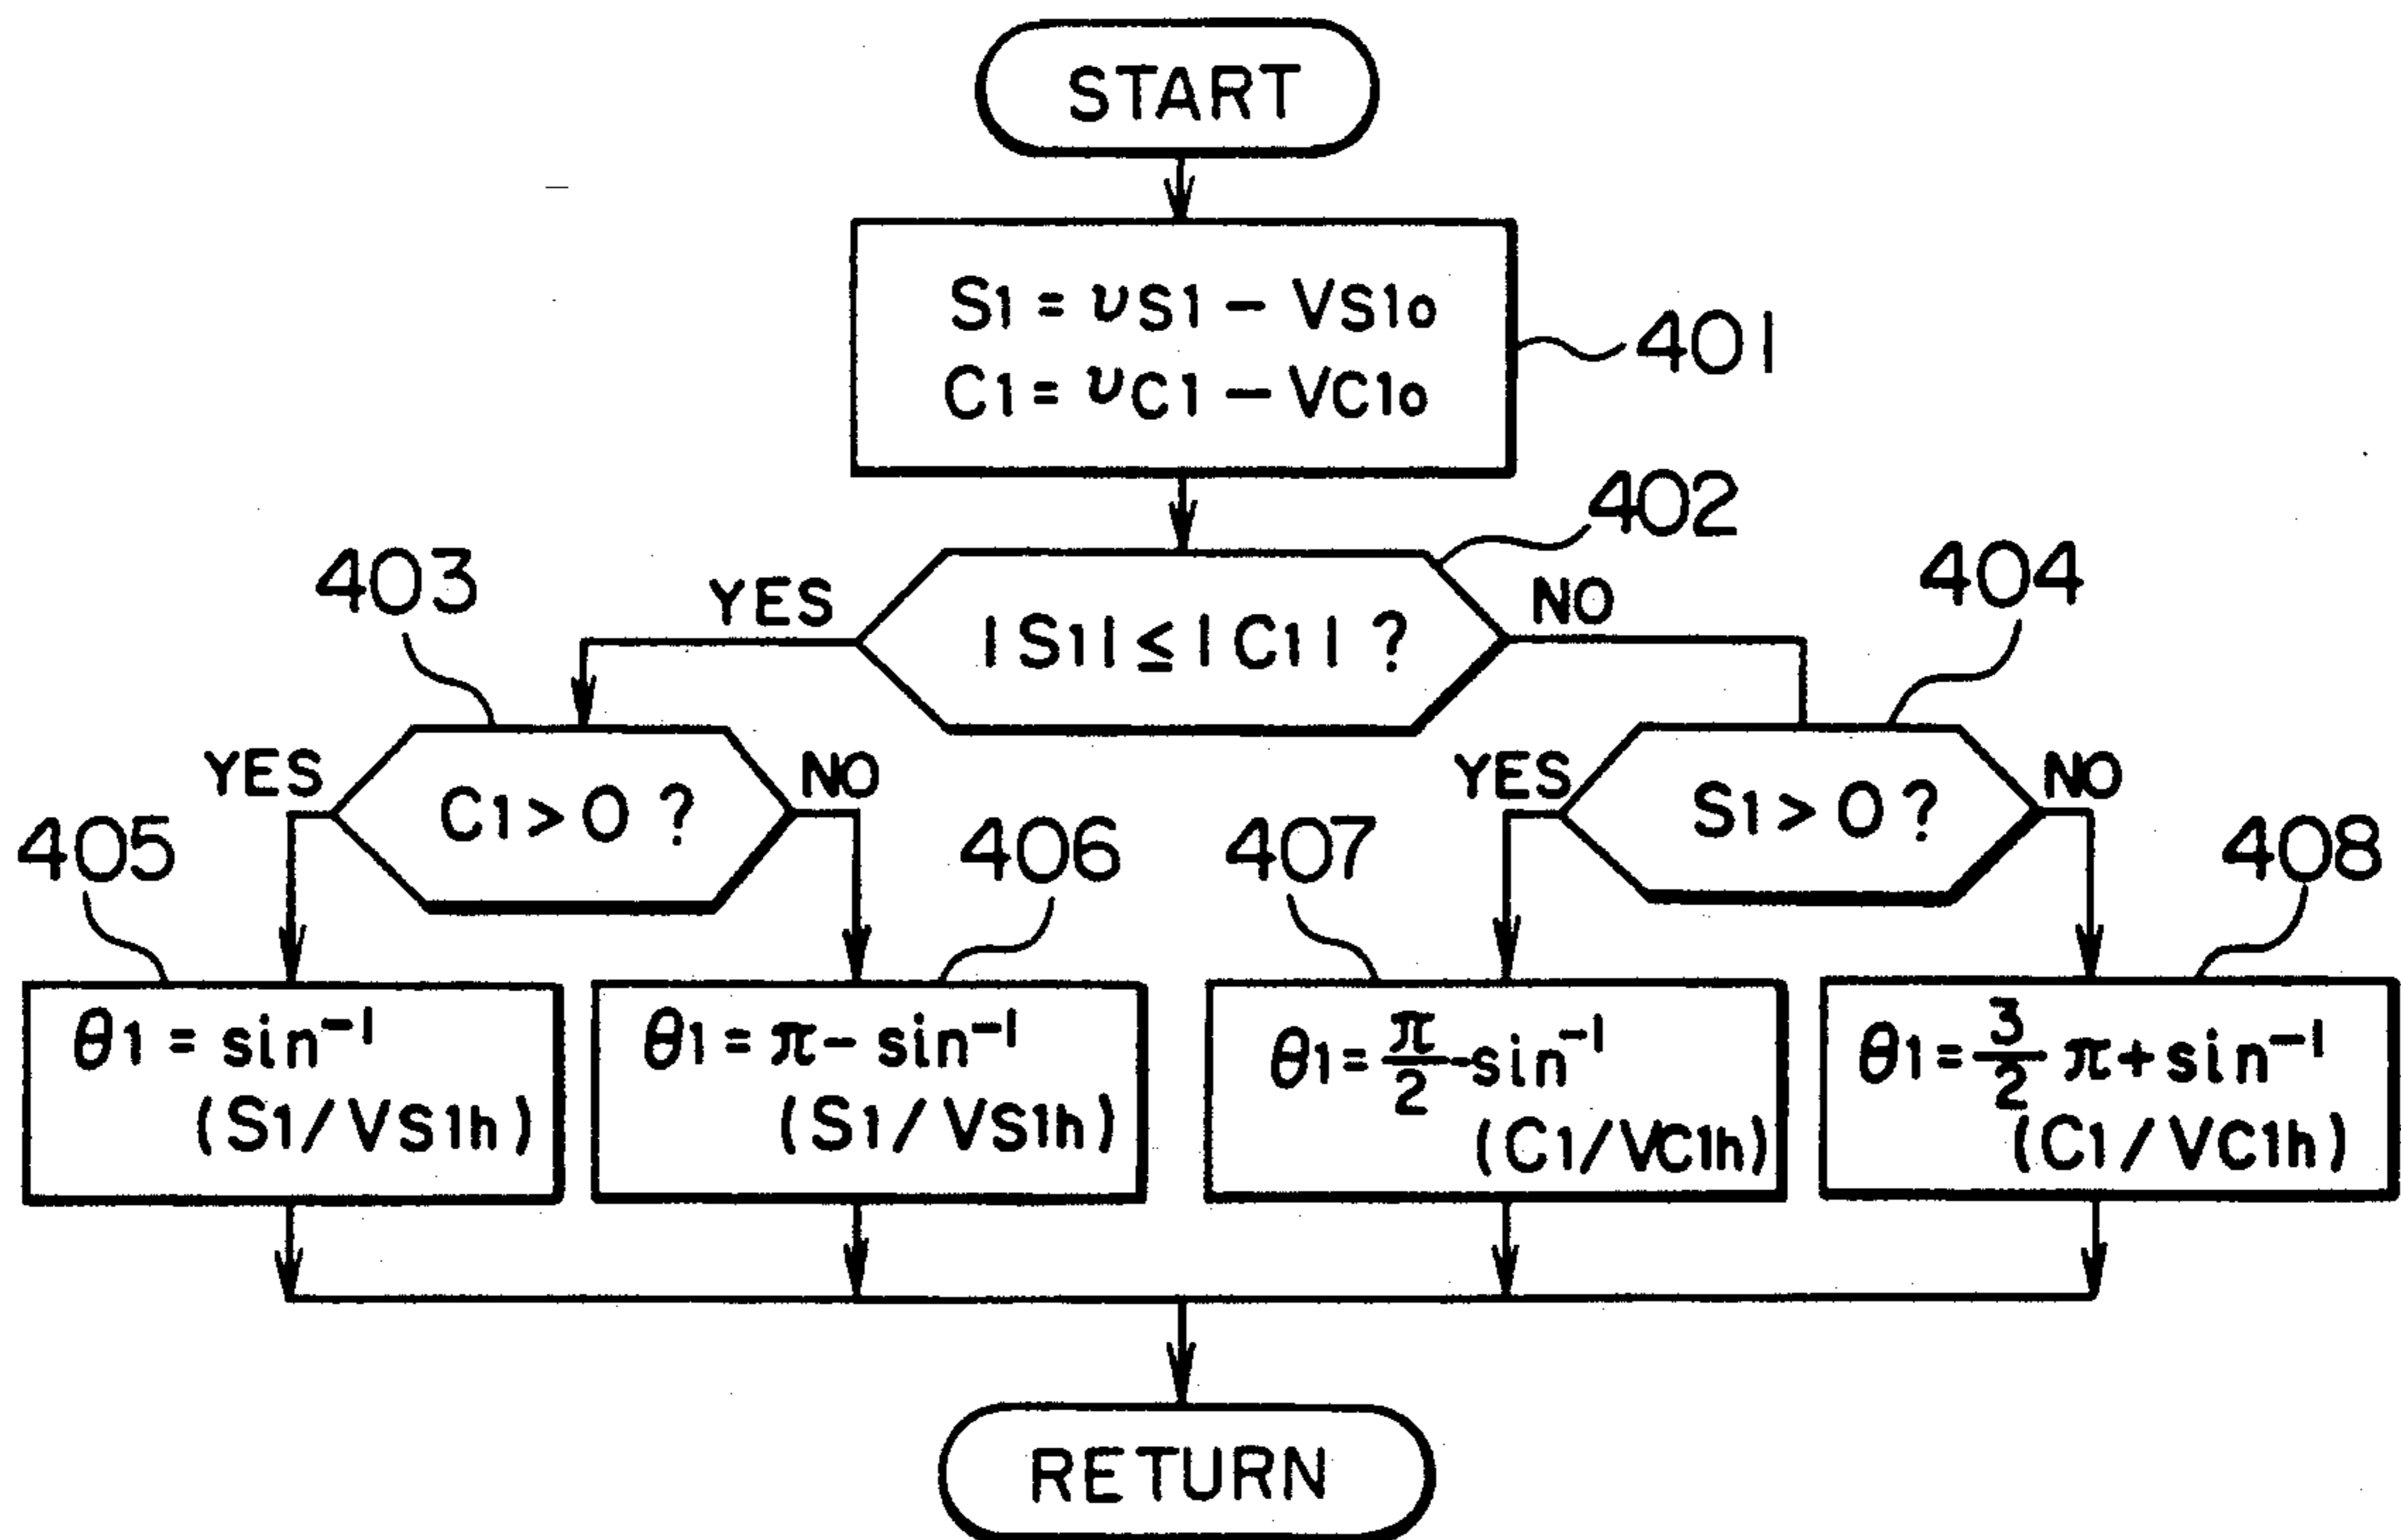 START
S1 = υS1 − VS1o
C1 = υC1 − VC1o
401
402
YES
|S1| ≤ |C1| ?
NO
403
404
YES
C1 > 0 ?
NO
YES
S1 > 0 ?
NO
405
406
407
408
θ1 = sin⁻¹
(S1/VS1h)
θ1 = π − sin⁻¹
(S1/VS1h)
θ1 = π/2 − sin⁻¹
(C1/VC1h)
θ1 = 3/2 π + sin⁻¹
(C1/VC1h)
RETURN